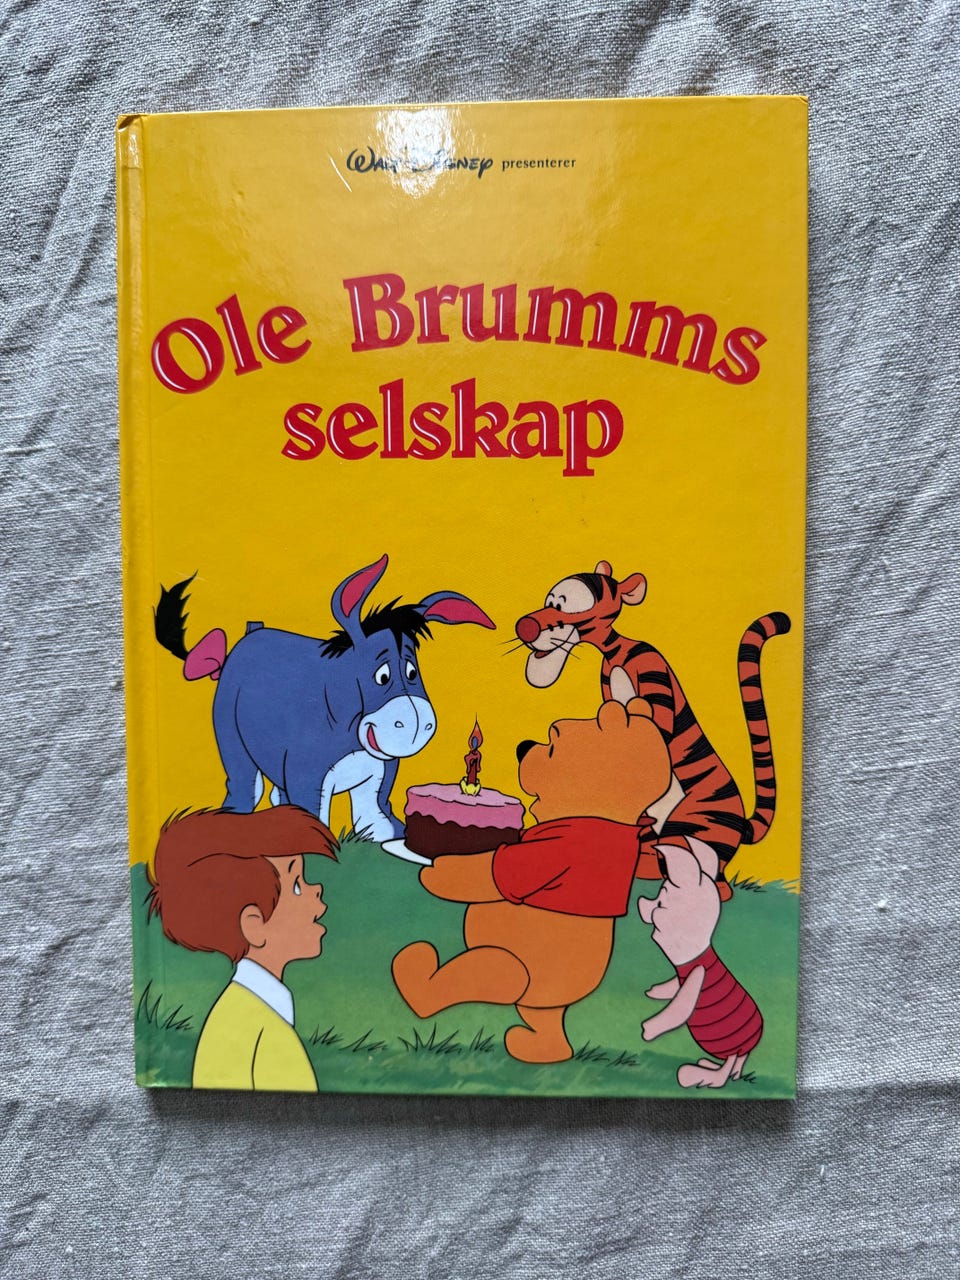 Walt Disney presenterer
Ole Brumms
selskap